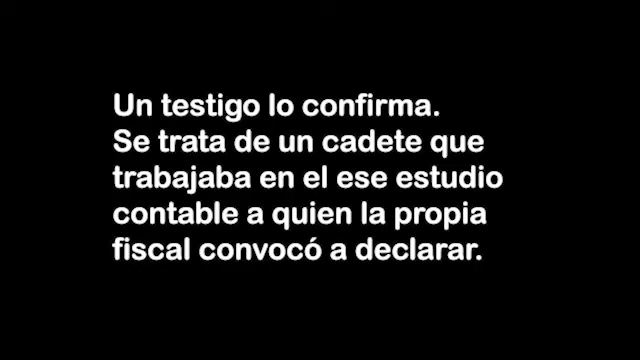 Un testigo lo confirma.
Se trata de un cadete que
trabajaba en el ese estudio
contable a quien la propia
fiscal convocó a declarar.